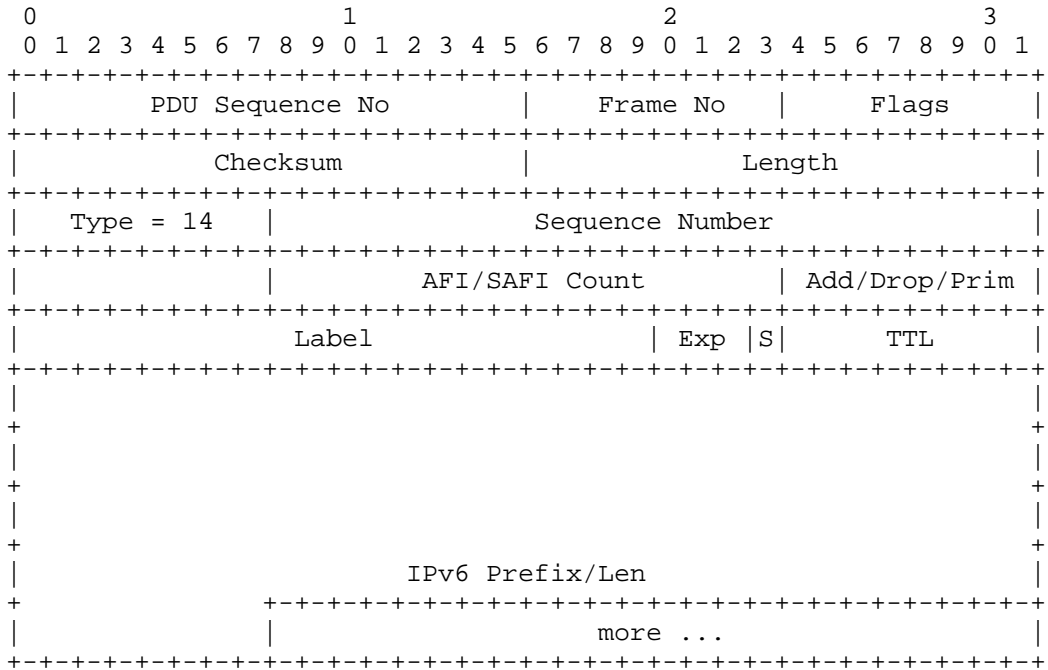 0                   1                   2                   3
0 1 2 3 4 5 6 7 8 9 0 1 2 3 4 5 6 7 8 9 0 1 2 3 4 5 6 7 8 9 0 1
+-+-+-+-+-+-+-+-+-+-+-+-+-+-+-+-+-+-+-+-+-+-+-+-+-+-+-+-+-+-+-+-+
|        PDU Sequence No        |    Frame No   |     Flags     |
+-+-+-+-+-+-+-+-+-+-+-+-+-+-+-+-+-+-+-+-+-+-+-+-+-+-+-+-+-+-+-+-+
|            Checksum           |             Length            |
+-+-+-+-+-+-+-+-+-+-+-+-+-+-+-+-+-+-+-+-+-+-+-+-+-+-+-+-+-+-+-+-+
|   Type = 14   |                Sequence Number                |
+-+-+-+-+-+-+-+-+-+-+-+-+-+-+-+-+-+-+-+-+-+-+-+-+-+-+-+-+-+-+-+-+
|               |         AFI/SAFI Count        | Add/Drop/Prim |
+-+-+-+-+-+-+-+-+-+-+-+-+-+-+-+-+-+-+-+-+-+-+-+-+-+-+-+-+-+-+-+-+
|                 Label                 | Exp |S|      TTL      |
+-+-+-+-+-+-+-+-+-+-+-+-+-+-+-+-+-+-+-+-+-+-+-+-+-+-+-+-+-+-+-+-+
|                                                               |
+                                                               +
|                                                               |
+                                                               +
|                                                               |
+                                                               +
|                        IPv6 Prefix/Len                        |
+               +-+-+-+-+-+-+-+-+-+-+-+-+-+-+-+-+-+-+-+-+-+-+-+-+
|               |                    more ...                   |
+-+-+-+-+-+-+-+-+-+-+-+-+-+-+-+-+-+-+-+-+-+-+-+-+-+-+-+-+-+-+-+-+